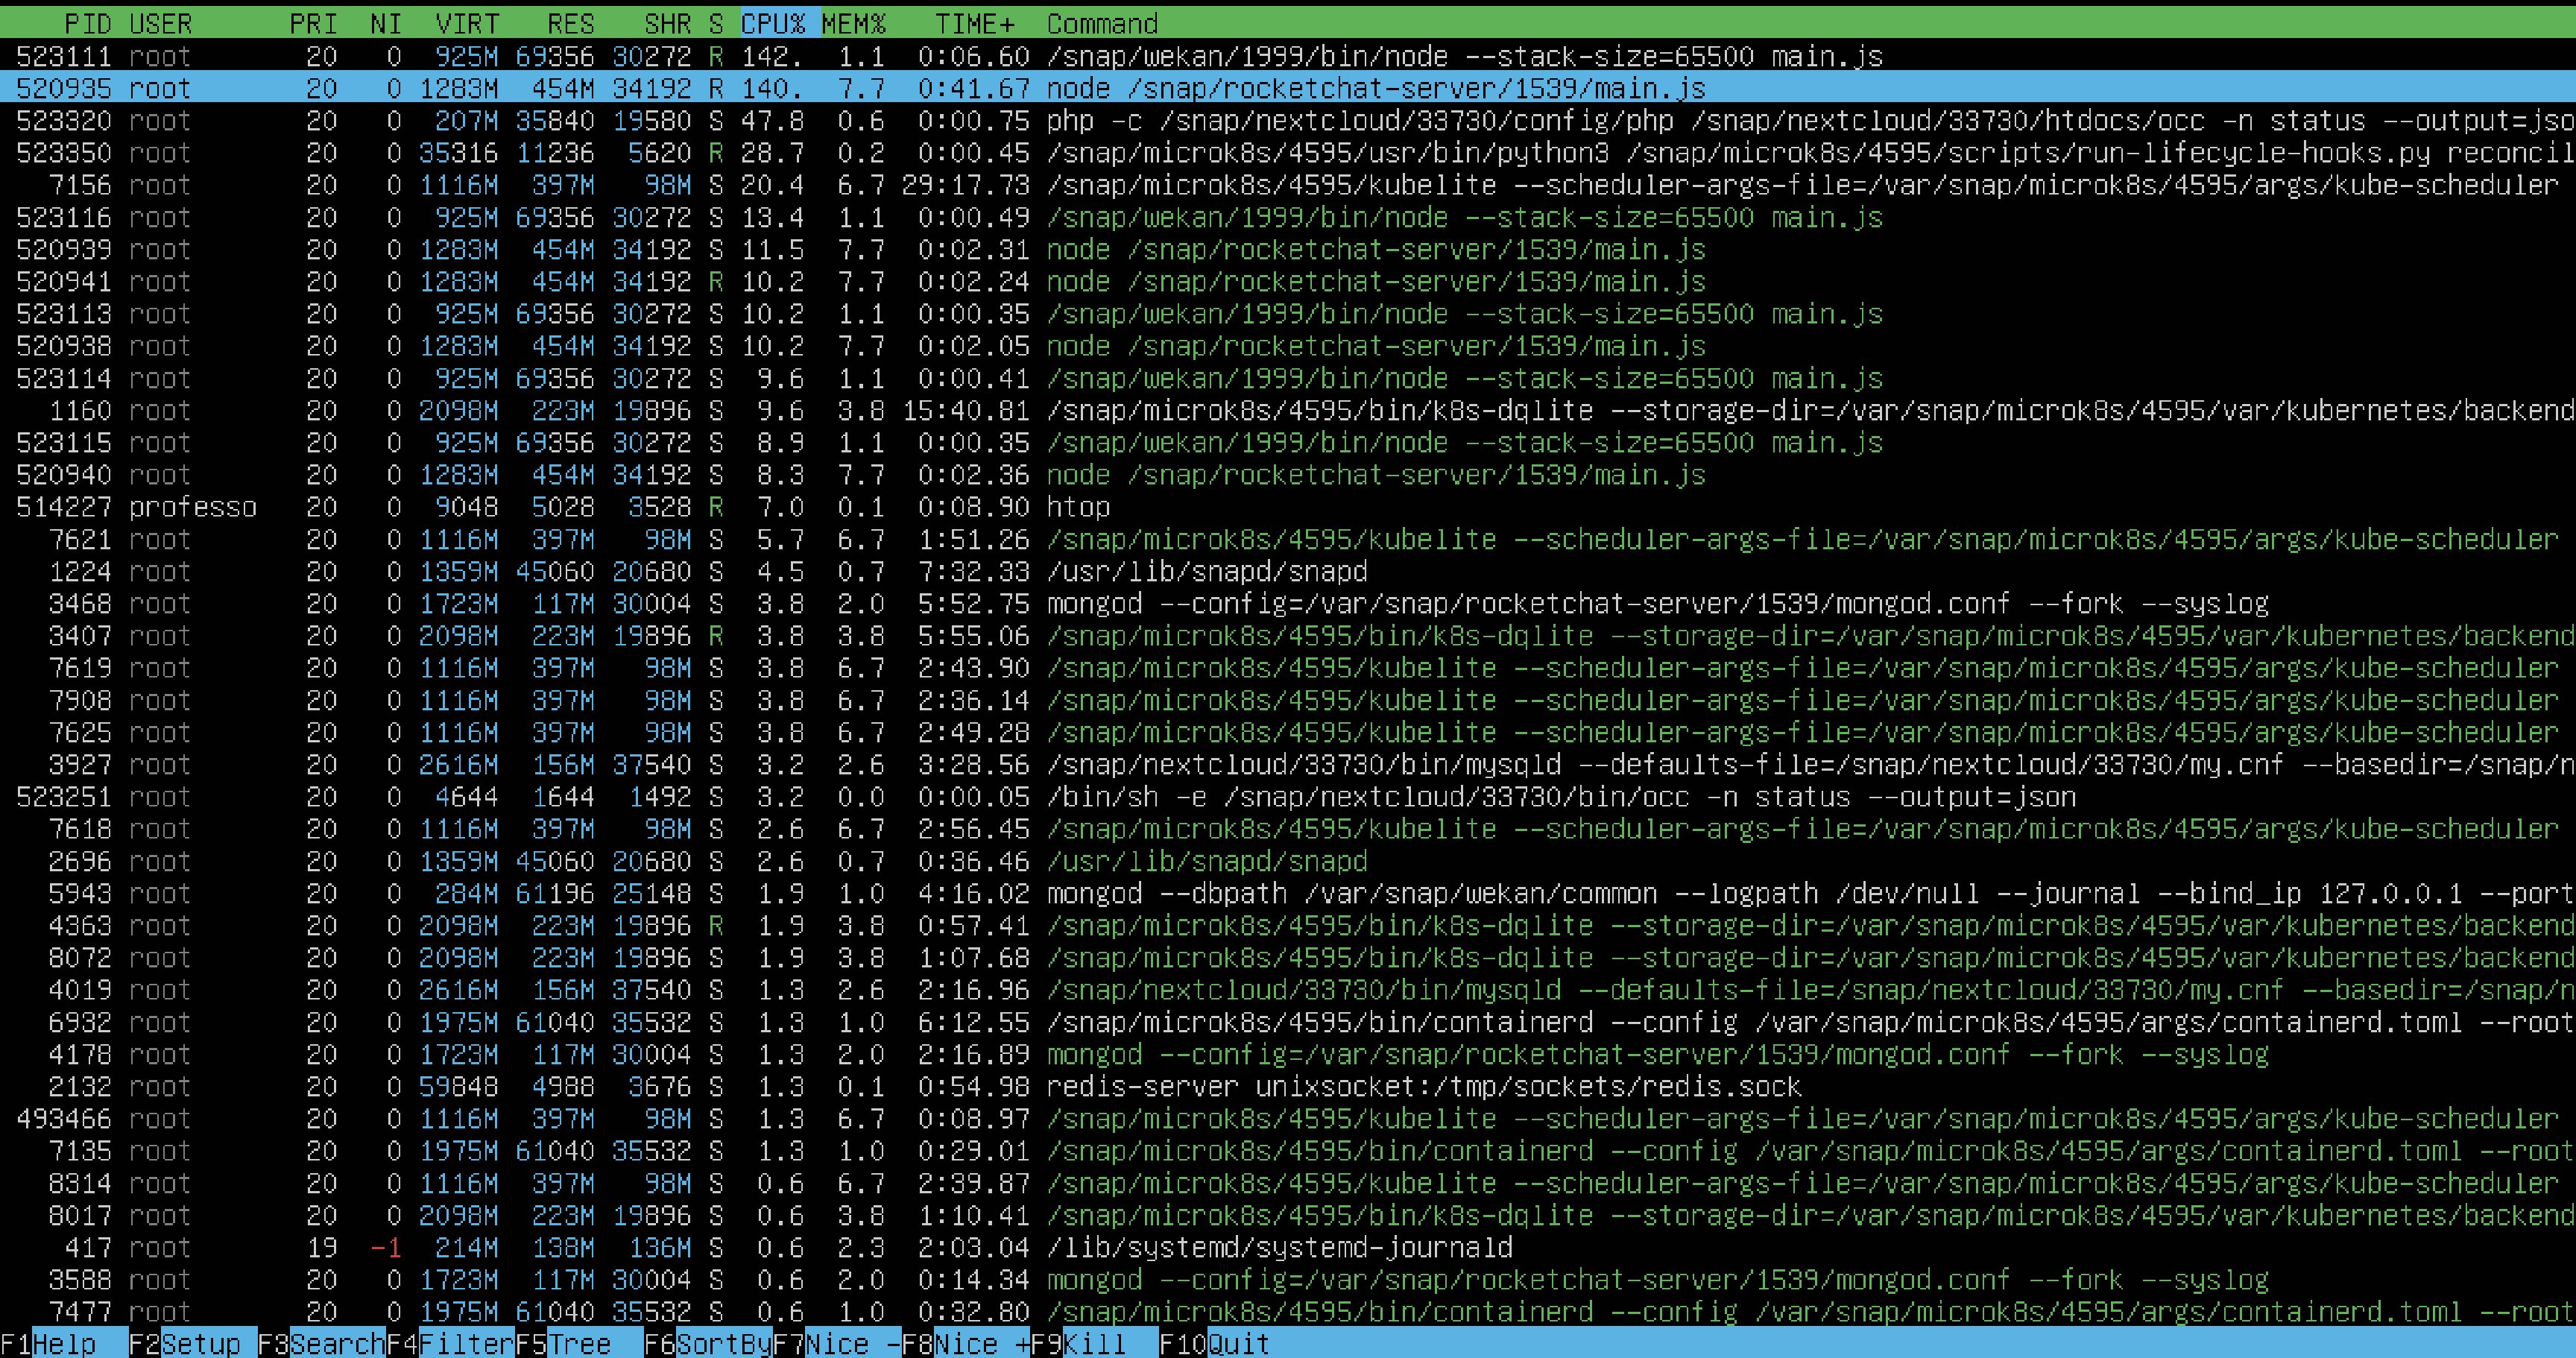 PID USER PRI NI VIRT RES SHR S CPU% MEM% TIME+ Command
523111 root 20 0 925M 69356 30272 R 142. 1.1 0:06.60 /snap/wekan/1999/bin/node --stack-size=65500 main.js
520935 root 20 0 1283M 454M 34192 R 140. 7.7 0:41.67 node /snap/rocketchat-server/1539/main.js
523320 root 20 0 207M 35840 19580 S 47.8 0.6 0:00.75 php -c /snap/nextcloud/33730/config/php /snap/nextcloud/33730/htdocs/occ -n status --output=jso
523350 root 20 0 35316 11236 5620 R 28.7 0.2 0:00.45 /snap/microk8s/4595/usr/bin/python3 /snap/microk8s/4595/scripts/run-lifecycle-hooks.py reconcil
7156 root 20 0 1116M 397M 98M S 20.4 6.7 29:17.73 /snap/microk8s/4595/kubelite --scheduler-args-file=/var/snap/microk8s/4595/args/kube-scheduler
523116 root 20 0 925M 69356 30272 S 13.4 1.1 0:00.49 /snap/wekan/1999/bin/node --stack-size=65500 main.js
520939 root 20 0 1283M 454M 34192 S 11.5 7.7 0:02.31 node /snap/rocketchat-server/1539/main.js
520941 root 20 0 1283M 454M 34192 R 10.2 7.7 0:02.24 node /snap/rocketchat-server/1539/main.js
523113 root 20 0 925M 69356 30272 S 10.2 1.1 0:00.35 /snap/wekan/1999/bin/node --stack-size=65500 main.js
520938 root 20 0 1283M 454M 34192 S 10.2 7.7 0:02.05 node /snap/rocketchat-server/1539/main.js
523114 root 20 0 925M 69356 30272 S 9.6 1.1 0:00.41 /snap/wekan/1999/bin/node --stack-size=65500 main.js
1160 root 20 0 2098M 223M 19896 S 9.6 3.8 15:40.81 /snap/microk8s/4595/bin/k8s-dqlite --storage-dir=/var/snap/microk8s/4595/var/kubernetes/backend
523115 root 20 0 925M 69356 30272 S 8.9 1.1 0:00.35 /snap/wekan/1999/bin/node --stack-size=65500 main.js
520940 root 20 0 1283M 454M 34192 S 8.3 7.7 0:02.36 node /snap/rocketchat-server/1539/main.js
514227 professo 20 0 9048 5028 3528 R 7.0 0.1 0:08.90 htop
7621 root 20 0 1116M 397M 98M S 5.7 6.7 1:51.26 /snap/microk8s/4595/kubelite --scheduler-args-file=/var/snap/microk8s/4595/args/kube-scheduler
1224 root 20 0 1359M 45060 20680 S 4.5 0.7 7:32.33 /usr/lib/snapd/snapd
3468 root 20 0 1723M 117M 30004 S 3.8 2.0 5:52.75 mongod --config=/var/snap/rocketchat-server/1539/mongod.conf --fork --syslog
3407 root 20 0 2098M 223M 19896 R 3.8 3.8 5:55.06 /snap/microk8s/4595/bin/k8s-dqlite --storage-dir=/var/snap/microk8s/4595/var/kubernetes/backend
7619 root 20 0 1116M 397M 98M S 3.8 6.7 2:43.90 /snap/microk8s/4595/kubelite --scheduler-args-file=/var/snap/microk8s/4595/args/kube-scheduler
7908 root 20 0 1116M 397M 98M S 3.8 6.7 2:36.14 /snap/microk8s/4595/kubelite --scheduler-args-file=/var/snap/microk8s/4595/args/kube-scheduler
7625 root 20 0 1116M 397M 98M S 3.8 6.7 2:49.28 /snap/microk8s/4595/kubelite --scheduler-args-file=/var/snap/microk8s/4595/args/kube-scheduler
3927 root 20 0 2616M 156M 37540 S 3.2 2.6 3:28.56 /snap/nextcloud/33730/bin/mysqld --defaults-file=/snap/nextcloud/33730/my.cnf --basedir=/snap/n
523251 root 20 0 4644 1644 1492 S 3.2 0.0 0:00.05 /bin/sh -e /snap/nextcloud/33730/bin/occ -n status --output=json
7618 root 20 0 1116M 397M 98M S 2.6 6.7 2:56.45 /snap/microk8s/4595/kubelite --scheduler-args-file=/var/snap/microk8s/4595/args/kube-scheduler
2696 root 20 0 1359M 45060 20680 S 2.6 0.7 0:36.46 /usr/lib/snapd/snapd
5943 root 20 0 284M 61196 25148 S 1.9 1.0 4:16.02 mongod --dbpath /var/snap/wekan/common --logpath /dev/null --journal --bind_ip 127.0.0.1 --port
4363 root 20 0 2098M 223M 19896 R 1.9 3.8 0:57.41 /snap/microk8s/4595/bin/k8s-dqlite --storage-dir=/var/snap/microk8s/4595/var/kubernetes/backend
8072 root 20 0 2098M 223M 19896 S 1.9 3.8 1:07.68 /snap/microk8s/4595/bin/k8s-dqlite --storage-dir=/var/snap/microk8s/4595/var/kubernetes/backend
4019 root 20 0 2616M 156M 37540 S 1.3 2.6 2:16.96 /snap/nextcloud/33730/bin/mysqld --defaults-file=/snap/nextcloud/33730/my.cnf --basedir=/snap/n
6932 root 20 0 1975M 61040 35532 S 1.3 1.0 6:12.55 /snap/microk8s/4595/bin/containerd --config /var/snap/microk8s/4595/args/containerd.toml --root
4178 root 20 0 1723M 117M 30004 S 1.3 2.0 2:16.89 mongod --config=/var/snap/rocketchat-server/1539/mongod.conf --fork --syslog
2132 root 20 0 59848 4988 3676 S 1.3 0.1 0:54.98 redis-server unixsocket:/tmp/sockets/redis.sock
493466 root 20 0 1116M 397M 98M S 1.3 6.7 0:08.97 /snap/microk8s/4595/kubelite --scheduler-args-file=/var/snap/microk8s/4595/args/kube-scheduler
7135 root 20 0 1975M 61040 35532 S 1.3 1.0 0:29.01 /snap/microk8s/4595/bin/containerd --config /var/snap/microk8s/4595/args/containerd.toml --root
8314 root 20 0 1116M 397M 98M S 0.6 6.7 2:39.87 /snap/microk8s/4595/kubelite --scheduler-args-file=/var/snap/microk8s/4595/args/kube-scheduler
8017 root 20 0 2098M 223M 19896 S 0.6 3.8 1:10.41 /snap/microk8s/4595/bin/k8s-dqlite --storage-dir=/var/snap/microk8s/4595/var/kubernetes/backend
417 root 19 -1 214M 138M 136M S 0.6 2.3 2:03.04 /lib/systemd/systemd-journald
3588 root 20 0 1723M 117M 30004 S 0.6 2.0 0:14.34 mongod --config=/var/snap/rocketchat-server/1539/mongod.conf --fork --syslog
7477 root 20 0 1975M 61040 35532 S 0.6 1.0 0:32.80 /snap/microk8s/4595/bin/containerd --config /var/snap/microk8s/4595/args/containerd.toml --root
F1Help F2Setup F3SearchF4FilterF5Tree F6SortByF7Nice -F8Nice +F9Kill F10Quit